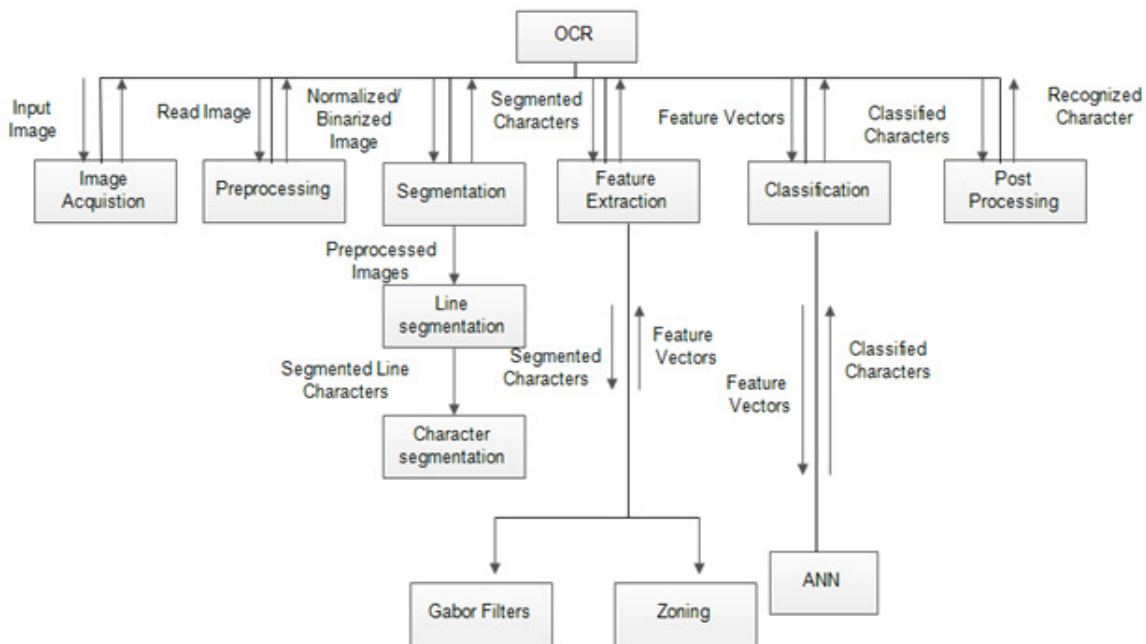 OCR
Input
Image
Read Image
Normalized/
Binarized
Image
Segmented
Characters
Feature Vectors
Classified
Characters
Recognized
Character
Image
Acquistion
Preprocessing
Segmentation
Feature
Extraction
Classification
Post
Processing
Preprocessed
Images
Line
segmentation
Segmented Line
Characters
Character
segmentation
Segmented
Characters
Feature
Vectors
Feature
Vectors
Classified
Characters
Gabor Filters
Zoning
ANN